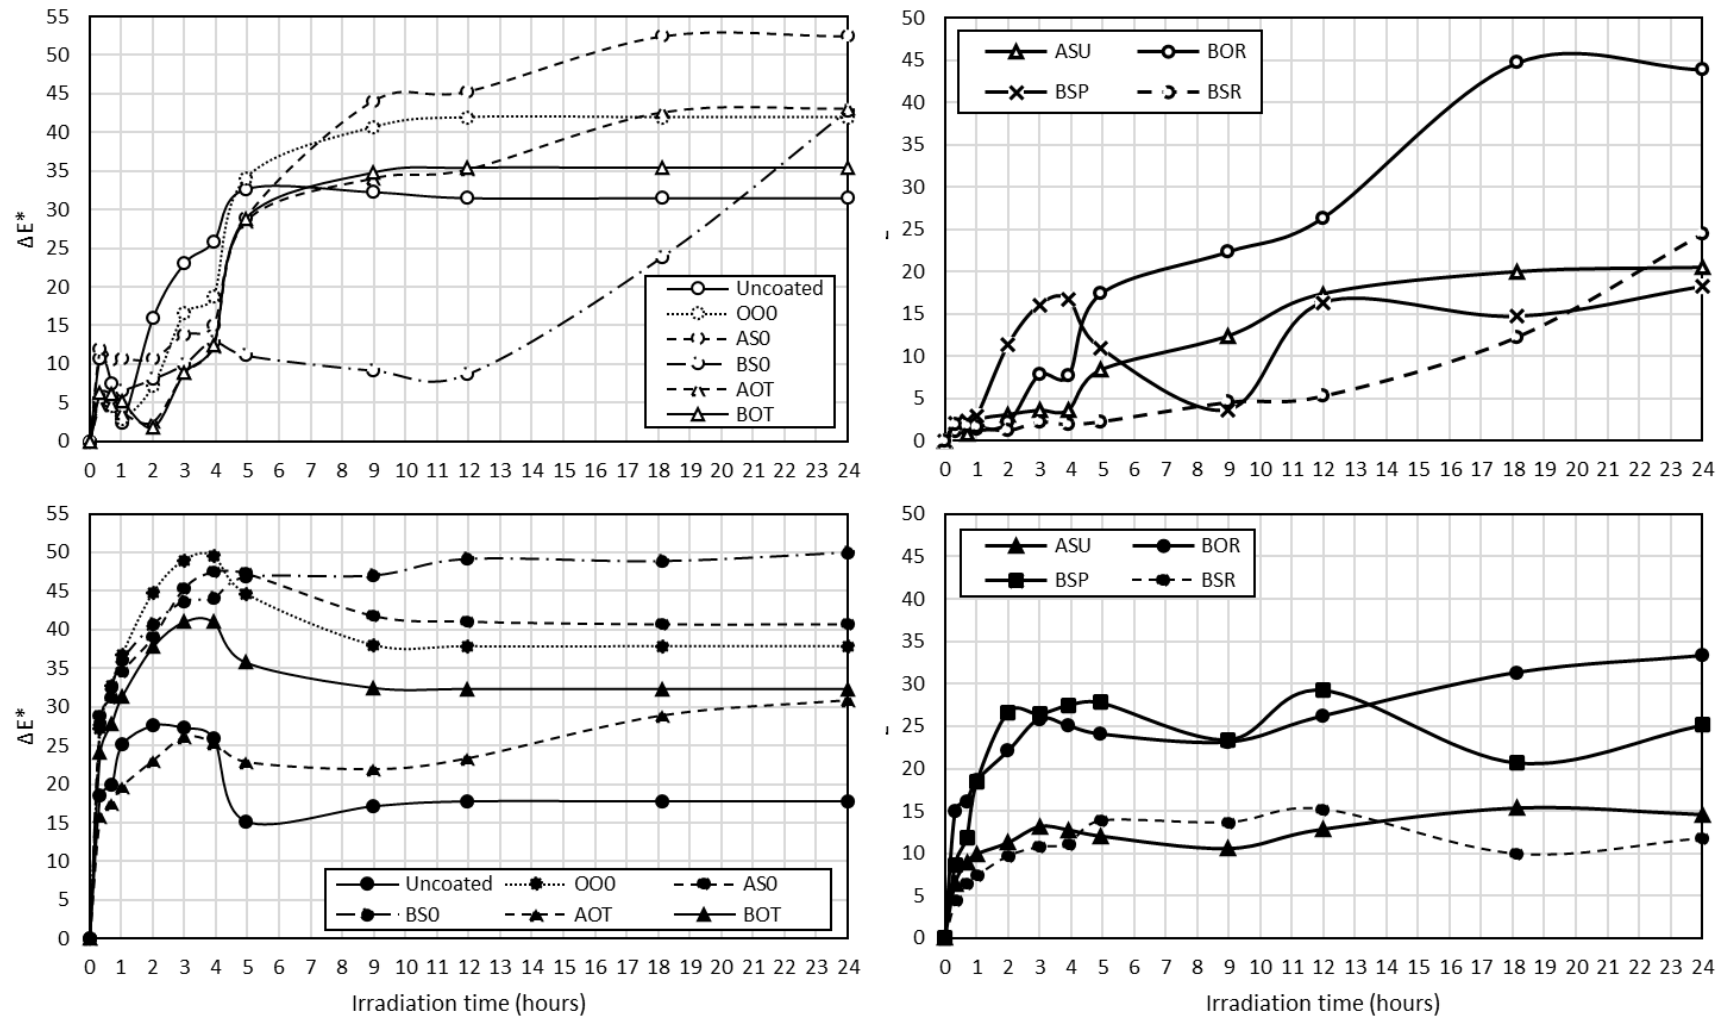 55
50
45
40
35
30
25
20
15
10
5
0
ΔE*
0 1 2 3 4 5 6 7 8 9 10 11 12 13 14 15 16 17 18 19 20 21 22 23 24
Uncoated
OO0
AS0
BS0
AOT
BOT
50
45
40
35
30
25
20
15
10
5
0
0 1 2 3 4 5 6 7 8 9 10 11 12 13 14 15 16 17 18 19 20 21 22 23 24
ASU BOR
BSP BSR
55
50
45
40
35
30
25
20
15
10
5
0
ΔE*
Uncoated OO0 AS0
BS0 AOT BOT
0 1 2 3 4 5 6 7 8 9 10 11 12 13 14 15 16 17 18 19 20 21 22 23 24
Irradiation time (hours)
50
45
40
35
30
25
20
15
10
5
0
ASU BOR
BSP BSR
0 1 2 3 4 5 6 7 8 9 10 11 12 13 14 15 16 17 18 19 20 21 22 23 24
Irradiation time (hours)